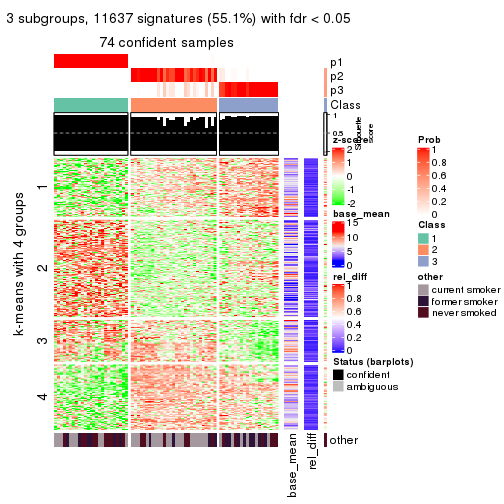 3 subgroups, 11637 signatures (55.1%) with fdr < 0.05
74 confident samples
p1
p2
p3
Class
1
0.5
0
Silhouette
score
k-means with 4 groups
1
2
3
4
other
base_mean
rel_diff
z-score
2
1
0
-1
-2
base_mean
15
10
5
0
rel_diff
1
0.8
0.6
0.4
0.2
0
Status (barplots)
confident
ambiguous
Prob
1
0.8
0.6
0.4
0.2
0
Class
1
2
3
other
current smoker
former smoker
never smoked